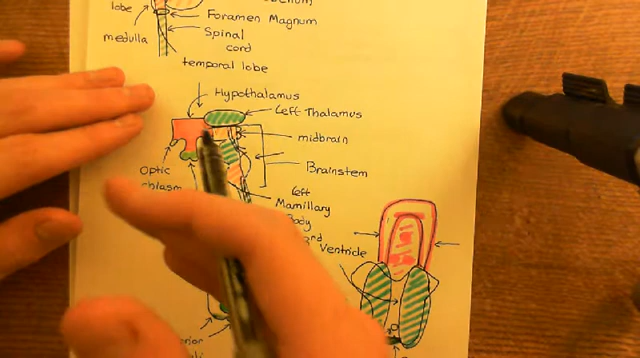 lobe
Foramen Magnum
medulla
Spinal
cord
temporal lobe
Hypothalamus
Left Thalamus
midbrain
Optic
Brainstem
Left
Mamillary
Body
Ventricle